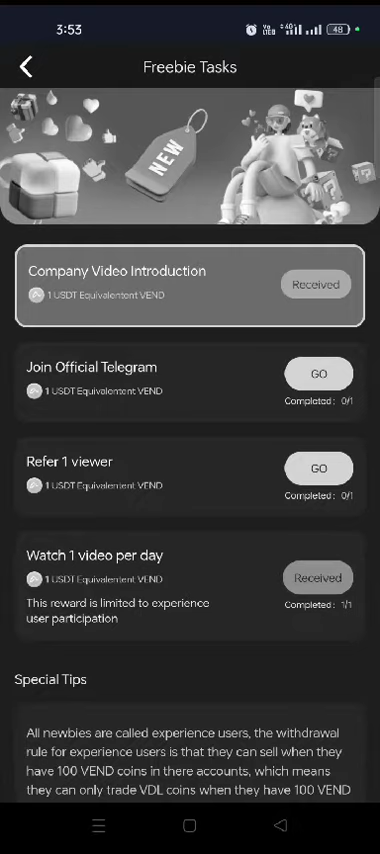 3:53
48
Freebie Tasks
NEW
Company Video Introduction
1 USDT Equivalentent VEND
Received
Join Official Telegram
1 USDT Equivalentent VEND
GO
Completed: 0/1
Refer 1 viewer
1 USDT Equivalentent VEND
GO
Completed: 0/1
Watch 1 video per day
1 USDT Equivalentent VEND
This reward is limited to experience
user participation
Received
Completed: 1/1
Special Tips
All newbies are called experience users, the withdrawal
rule for experience users is that they can sell when they
have 100 VEND coins in there accounts, which means
they can only trade VDL coins when they have 100 VEND